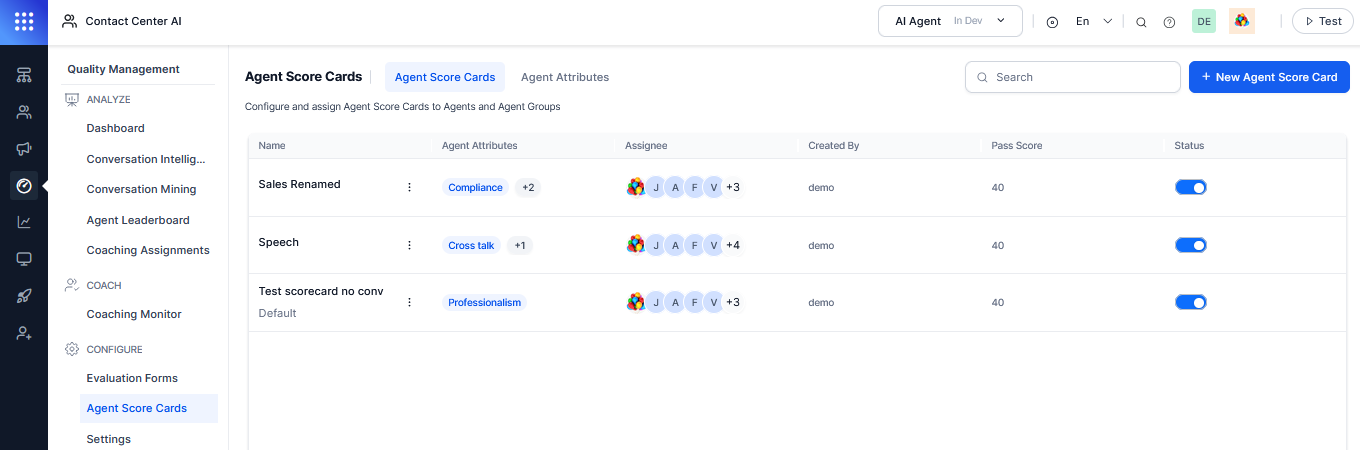 Contact Center AI
AI Agent In Dev
En
DE
Test
Quality Management
ANALYZE
Dashboard
Conversation Intellig...
Conversation Mining
Agent Leaderboard
Coaching Assignments
COACH
Coaching Monitor
CONFIGURE
Evaluation Forms
Agent Score Cards
Settings
Agent Score Cards
Agent Score Cards
Agent Attributes
Search
+ New Agent Score Card
Configure and assign Agent Score Cards to Agents and Agent Groups
Name Agent Attributes Assignee Created By Pass Score Status
Sales Renamed Compliance +2 J A F V +3 demo 40
Speech Cross talk +1 J A F V +4 demo 40
Test scorecard no conv Professionalism J A F V +3 demo 40
Default